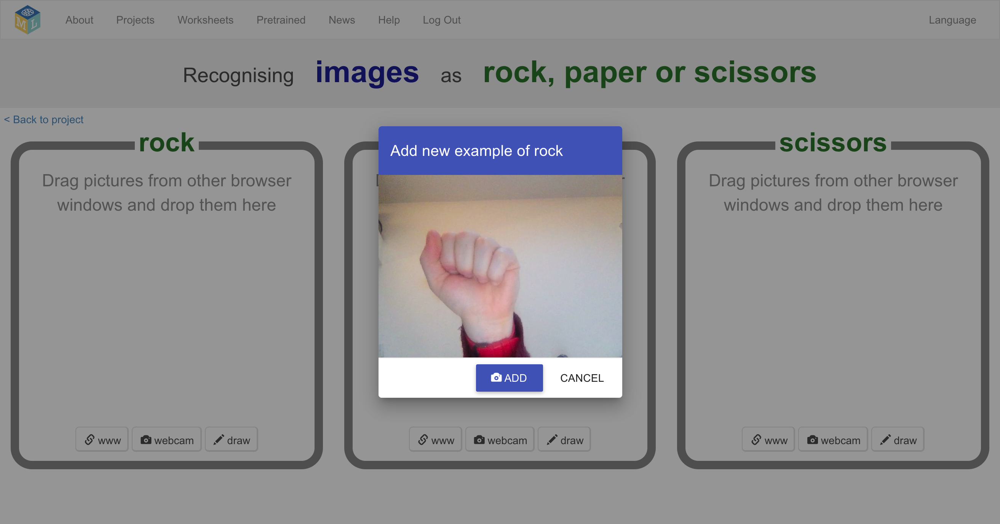 M L
About Projects Worksheets Pretrained News Help Log Out Language
Recognising images as rock, paper or scissors
< Back to project
rock
Drag pictures from other browser
windows and drop them here
www webcam draw
Add new example of rock
ADD CANCEL
www webcam draw
scissors
Drag pictures from other browser
windows and drop them here
www webcam draw